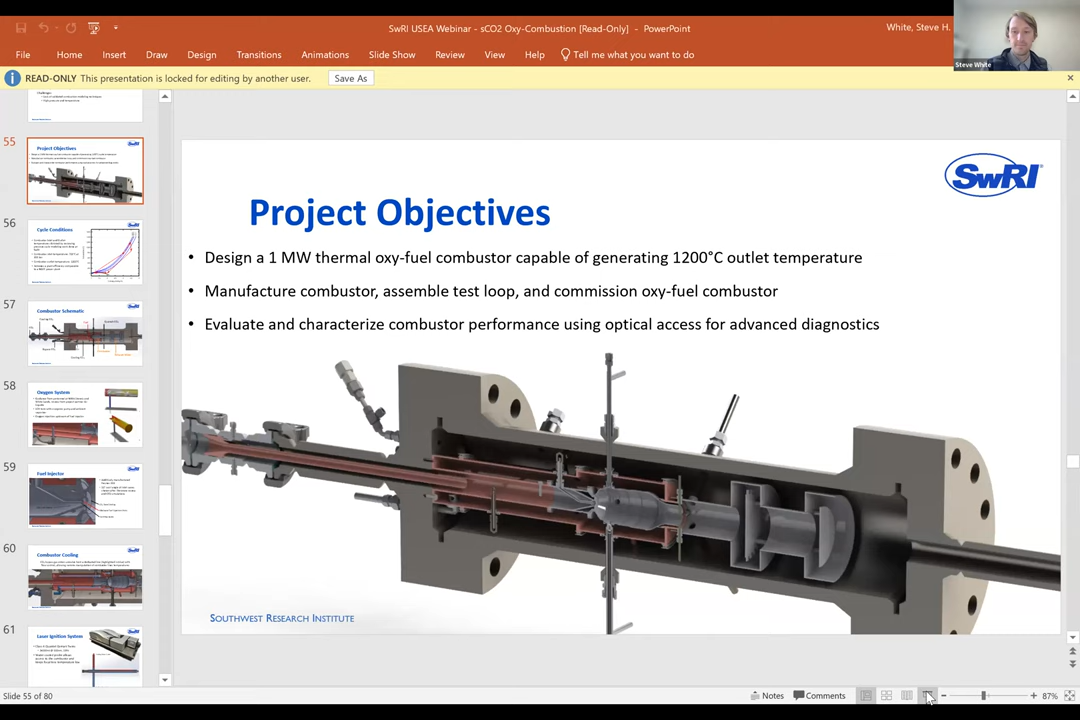 SwRI USEA Webinar - sCO2 Oxy-Combustion [Read-Only] - PowerPoint
White, Steve H.
File Home Insert Draw Design Transitions Animations Slide Show Review View Help Tell me what you want to do
Steve White
READ-ONLY This presentation is locked for editing by another user. Save As
55
Project Objectives
56
Cycle Conditions
57
Combustor Schematic
58
Oxygen System
59
Fuel Injector
60
Combustor Cooling
61
Laser Ignition System
SwRI
Project Objectives
• Design a 1 MW thermal oxy-fuel combustor capable of generating 1200°C outlet temperature
• Manufacture combustor, assemble test loop, and commission oxy-fuel combustor
• Evaluate and characterize combustor performance using optical access for advanced diagnostics
SOUTHWEST RESEARCH INSTITUTE
Slide 55 of 80
Notes Comments 87%